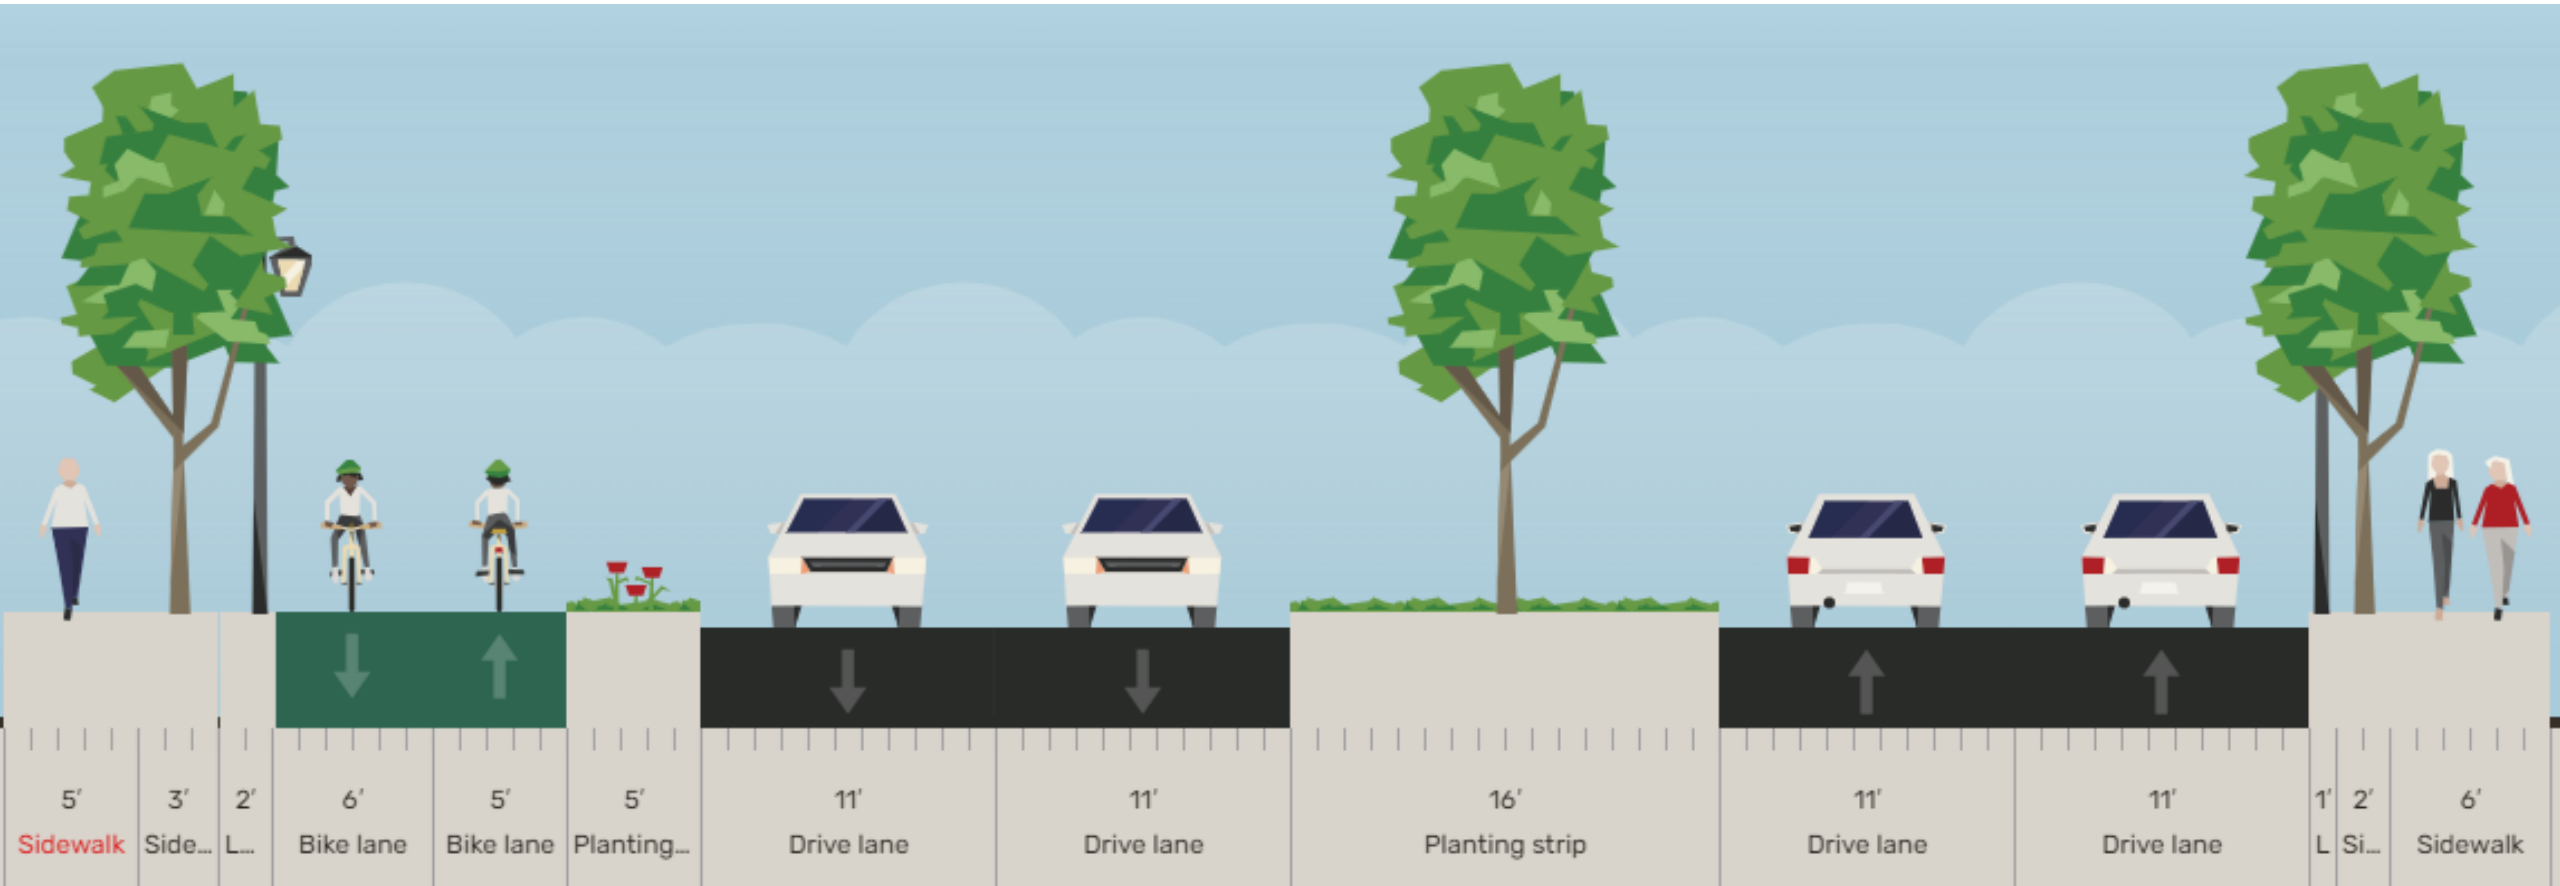 5′ 3′ 2′ 6′ 5′ 5′ 11′ 11′ 16′ 11′ 11′ 1′ 2′ 6′
Sidewalk Side... L... Bike lane Bike lane Planting... Drive lane Drive lane Planting strip Drive lane Drive lane L Si... Sidewalk